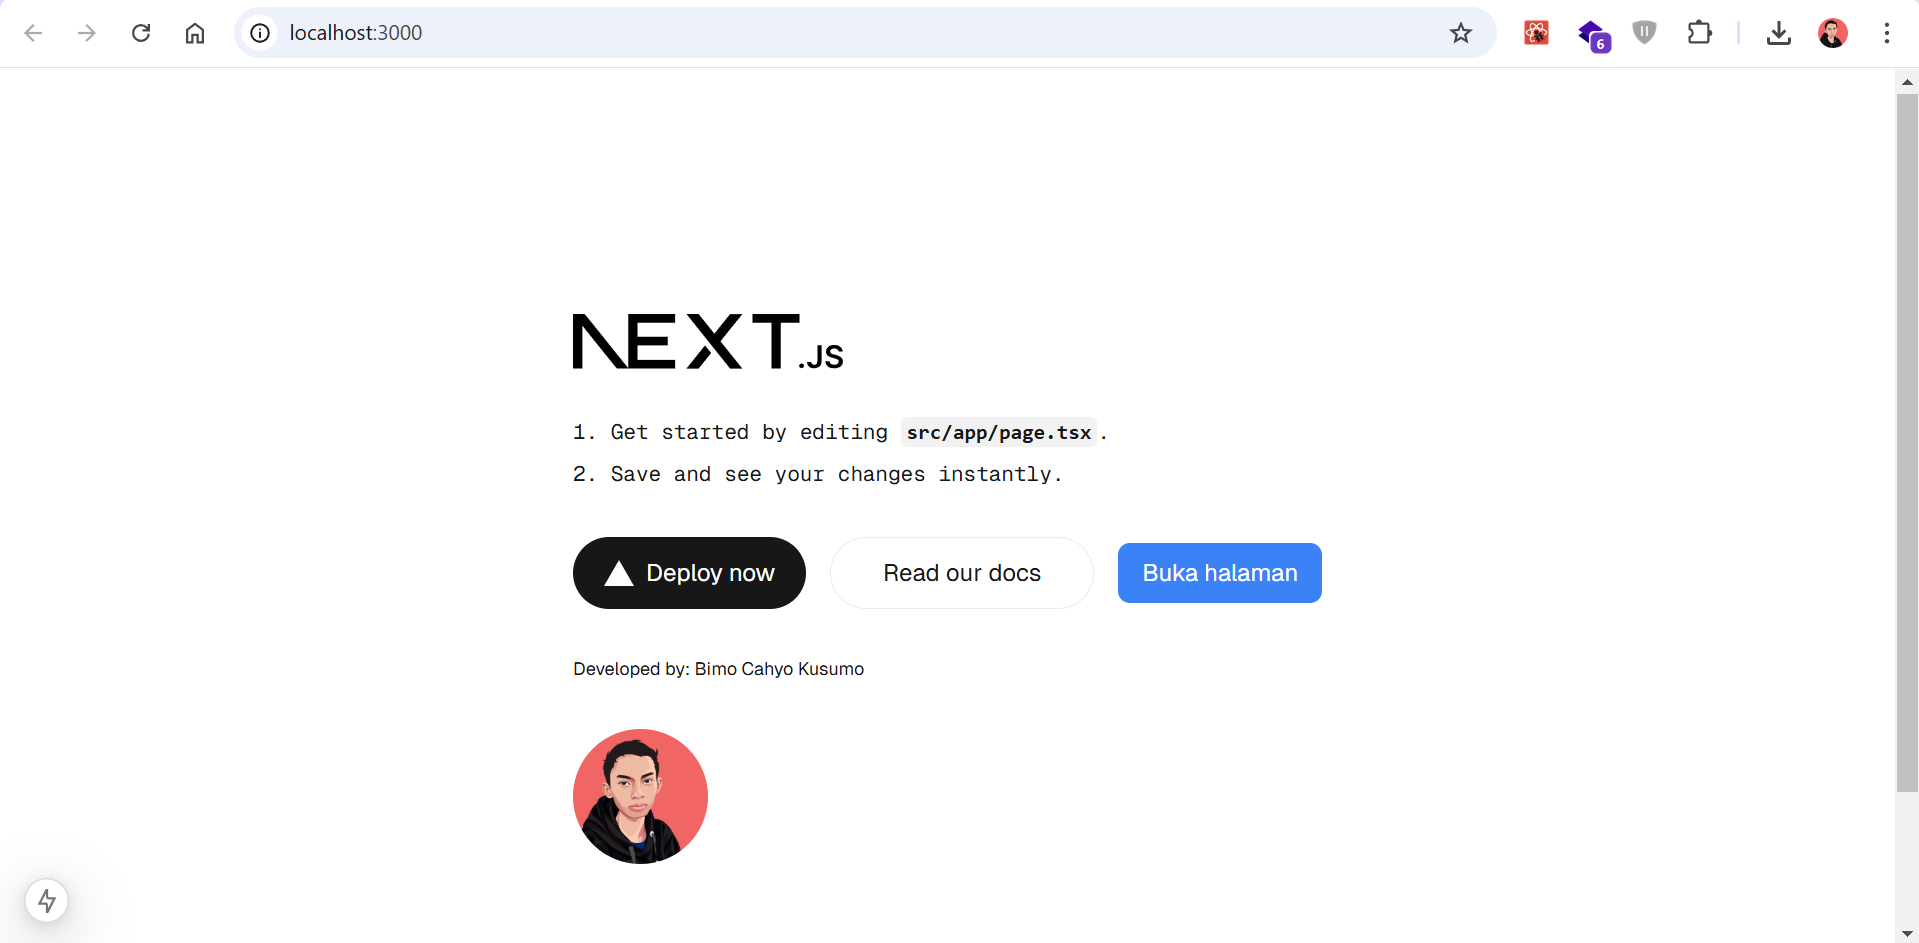 localhost:3000
6
NEXT.JS
1. Get started by editing src/app/page.tsx.
2. Save and see your changes instantly.
Deploy now
Read our docs
Buka halaman
Developed by: Bimo Cahyo Kusumo